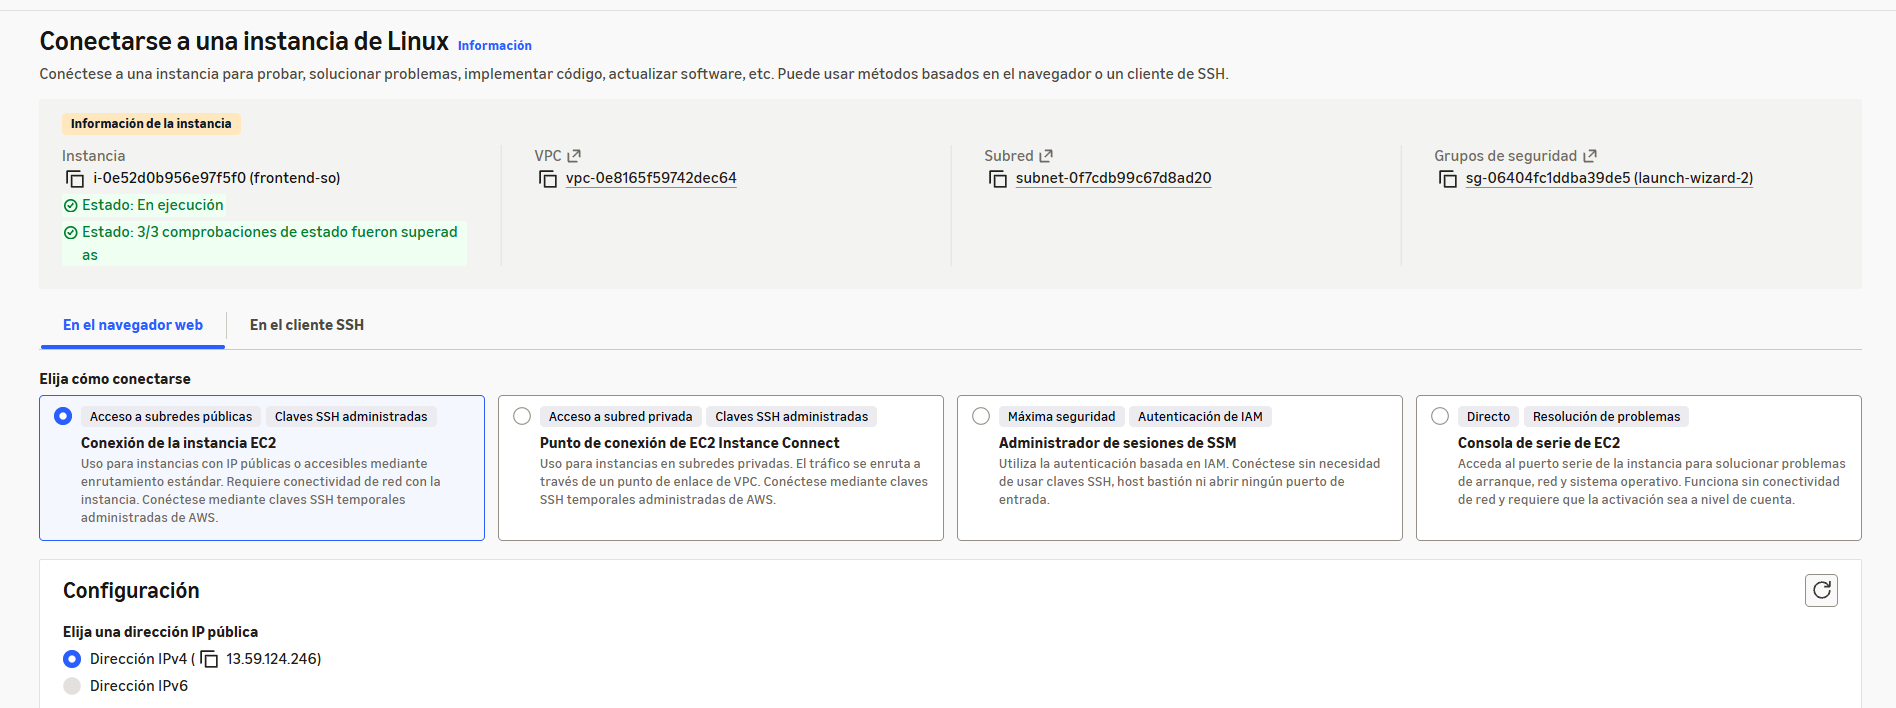 Conectarse a una instancia de Linux Información
Conéctese a una instancia para probar, solucionar problemas, implementar código, actualizar software, etc. Puede usar métodos basados en el navegador o un cliente de SSH.
Información de la instancia
Instancia
i-0e52d0b956e97f5f0 (frontend-so)
Estado: En ejecución
Estado: 3/3 comprobaciones de estado fueron superad
as
VPC
vpc-0e8165f59742dec64
Subred
subnet-0f7cdb99c67d8ad20
Grupos de seguridad
sg-06404fc1ddba39de5 (launch-wizard-2)
En el navegador web
En el cliente SSH
Elija cómo conectarse
Acceso a subredes públicas Claves SSH administradas
Conexión de la instancia EC2
Uso para instancias con IP públicas o accesibles mediante
enrutamiento estándar. Requiere conectividad de red con la
instancia. Conéctese mediante claves SSH temporales
administradas de AWS.
Acceso a subred privada Claves SSH administradas
Punto de conexión de EC2 Instance Connect
Uso para instancias en subredes privadas. El tráfico se enruta a
través de un punto de enlace de VPC. Conéctese mediante claves
SSH temporales administradas de AWS.
Máxima seguridad Autenticación de IAM
Administrador de sesiones de SSM
Utiliza la autenticación basada en IAM. Conéctese sin necesidad
de usar claves SSH, host bastión ni abrir ningún puerto de
entrada.
Directo Resolución de problemas
Consola de serie de EC2
Acceda al puerto serie de la instancia para solucionar problemas
de arranque, red y sistema operativo. Funciona sin conectividad
de red y requiere que la activación sea a nivel de cuenta.
Configuración
Elija una dirección IP pública
Dirección IPv4 ( 13.59.124.246)
Dirección IPv6